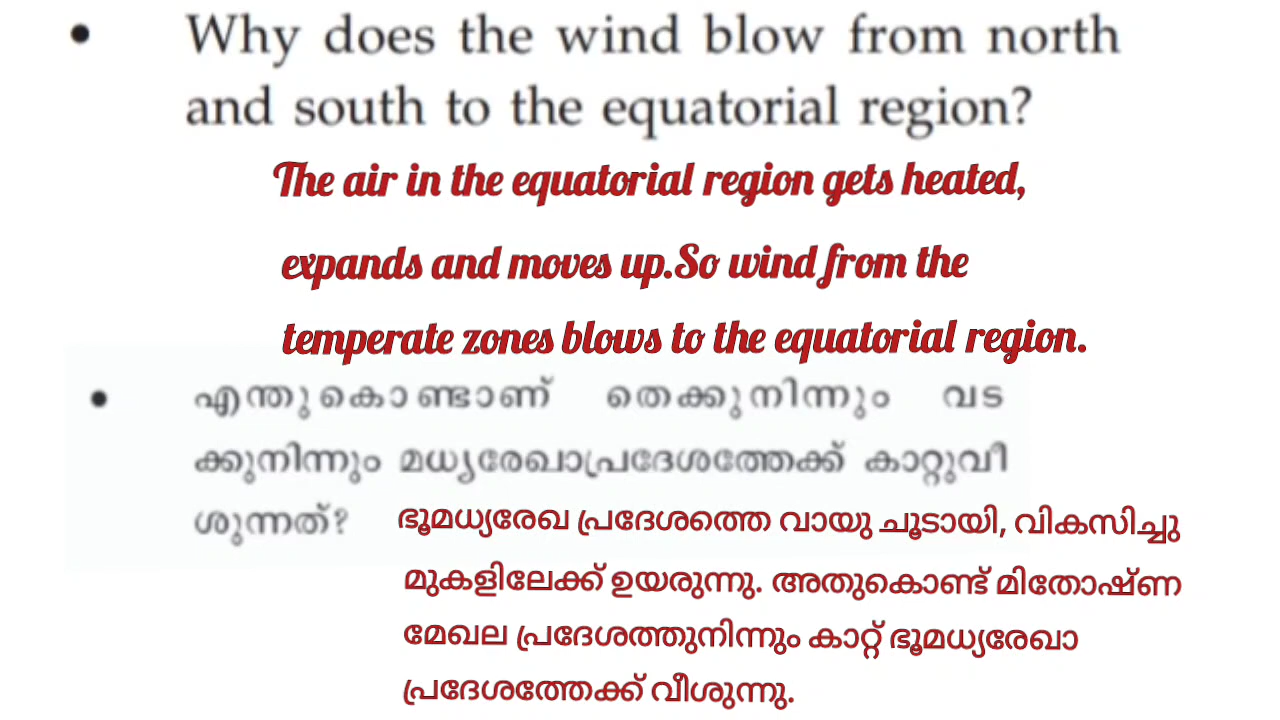 • Why does the wind blow from north
and south to the equatorial region?
The air in the equatorial region gets heated,
expands and moves up.So wind from the
temperate zones blows to the equatorial region.
• എന്തുകൊണ്ടാണ് തെക്കുനിന്നും വട
ക്കുനിന്നും മധ്യരേഖാപ്രദേശത്തേക്ക് കാറ്റുവീ
ശുന്നത്? ഭൂമധ്യരേഖ പ്രദേശത്തെ വായു ചൂടായി, വികസിച്ചു
മുകളിലേക്ക് ഉയരുന്നു. അതുകൊണ്ട് മിതോഷ്ണ
മേഖല പ്രദേശത്തുനിന്നും കാറ്റ് ഭൂമധ്യരേഖാ
പ്രദേശത്തേക്ക് വീശുന്നു.